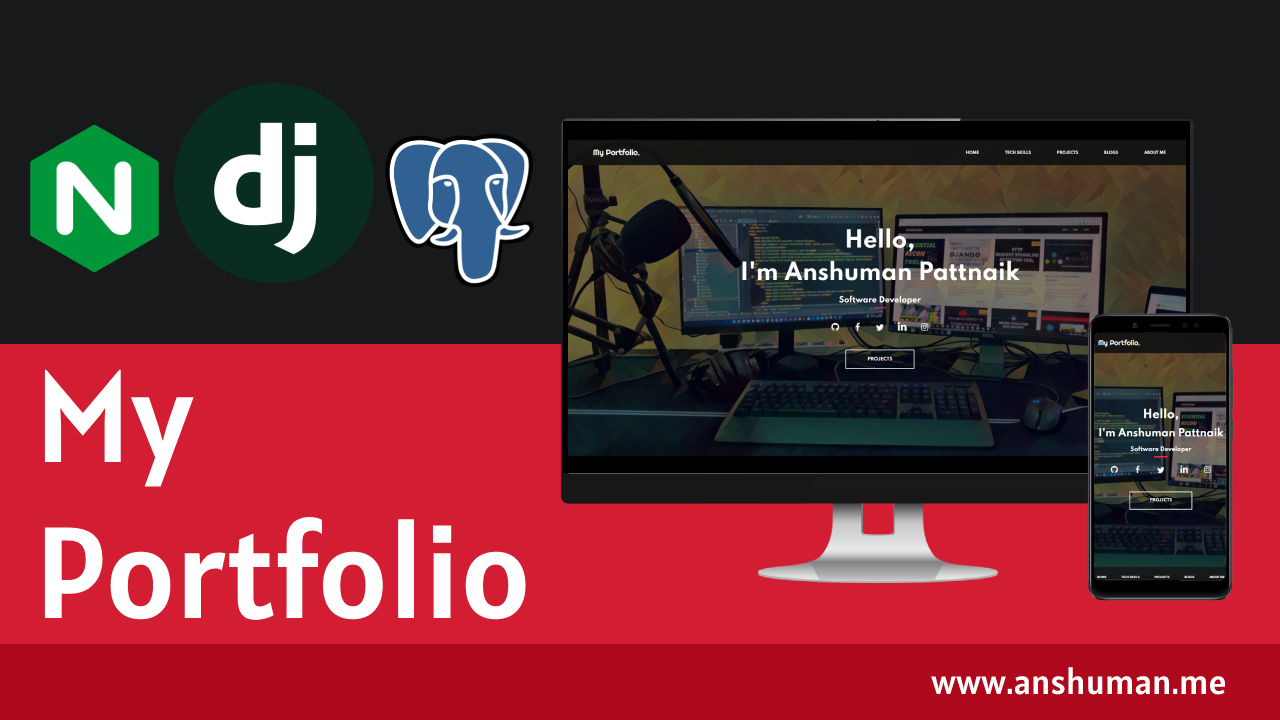 N
dj
My
Portfolio
My Portfolio.
HOME TECH SKILLS PROJECTS BLOGS ABOUT ME
Hello,
I'm Anshuman Pattnaik
Software Developer
PROJECTS
My Portfolio.
Hello,
I'm Anshuman Pattnaik
Software Developer
PROJECTS
HOME TECH SKILLS PROJECTS BLOGS ABOUT ME
www.anshuman.me